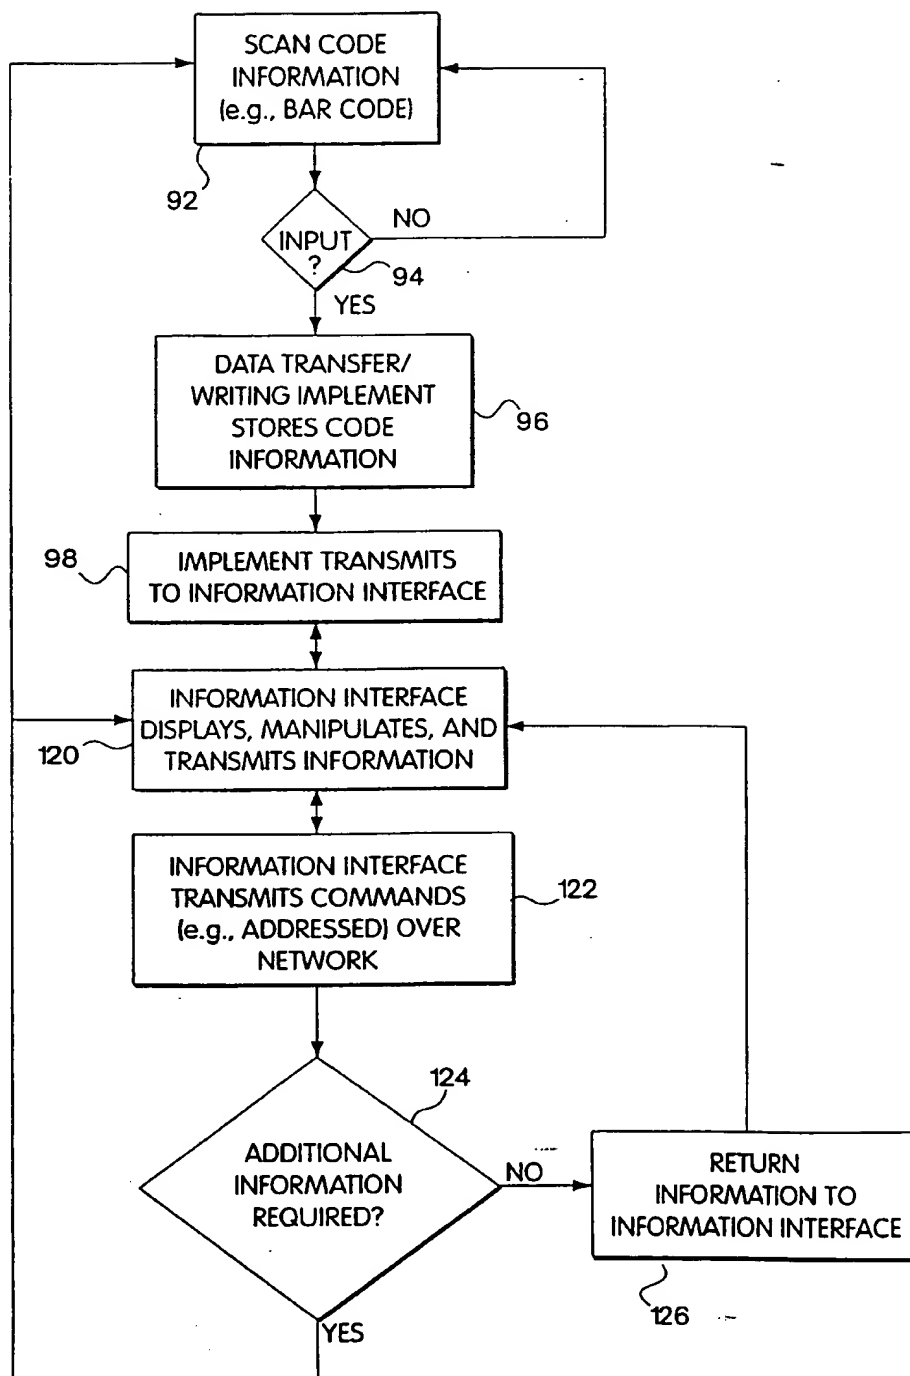 SCAN CODE
INFORMATION
(e.g., BAR CODE)
92
INPUT
?
NO
94
YES
DATA TRANSFER/
WRITING IMPLEMENT
STORES CODE
INFORMATION
96
98
IMPLEMENT TRANSMITS
TO INFORMATION INTERFACE
INFORMATION INTERFACE
DISPLAYS, MANIPULATES, AND
TRANSMITS INFORMATION
120
INFORMATION INTERFACE
TRANSMITS COMMANDS
(e.g., ADDRESSED) OVER
NETWORK
122
124
ADDITIONAL
INFORMATION
REQUIRED?
NO
RETURN
INFORMATION TO
INFORMATION INTERFACE
126
YES